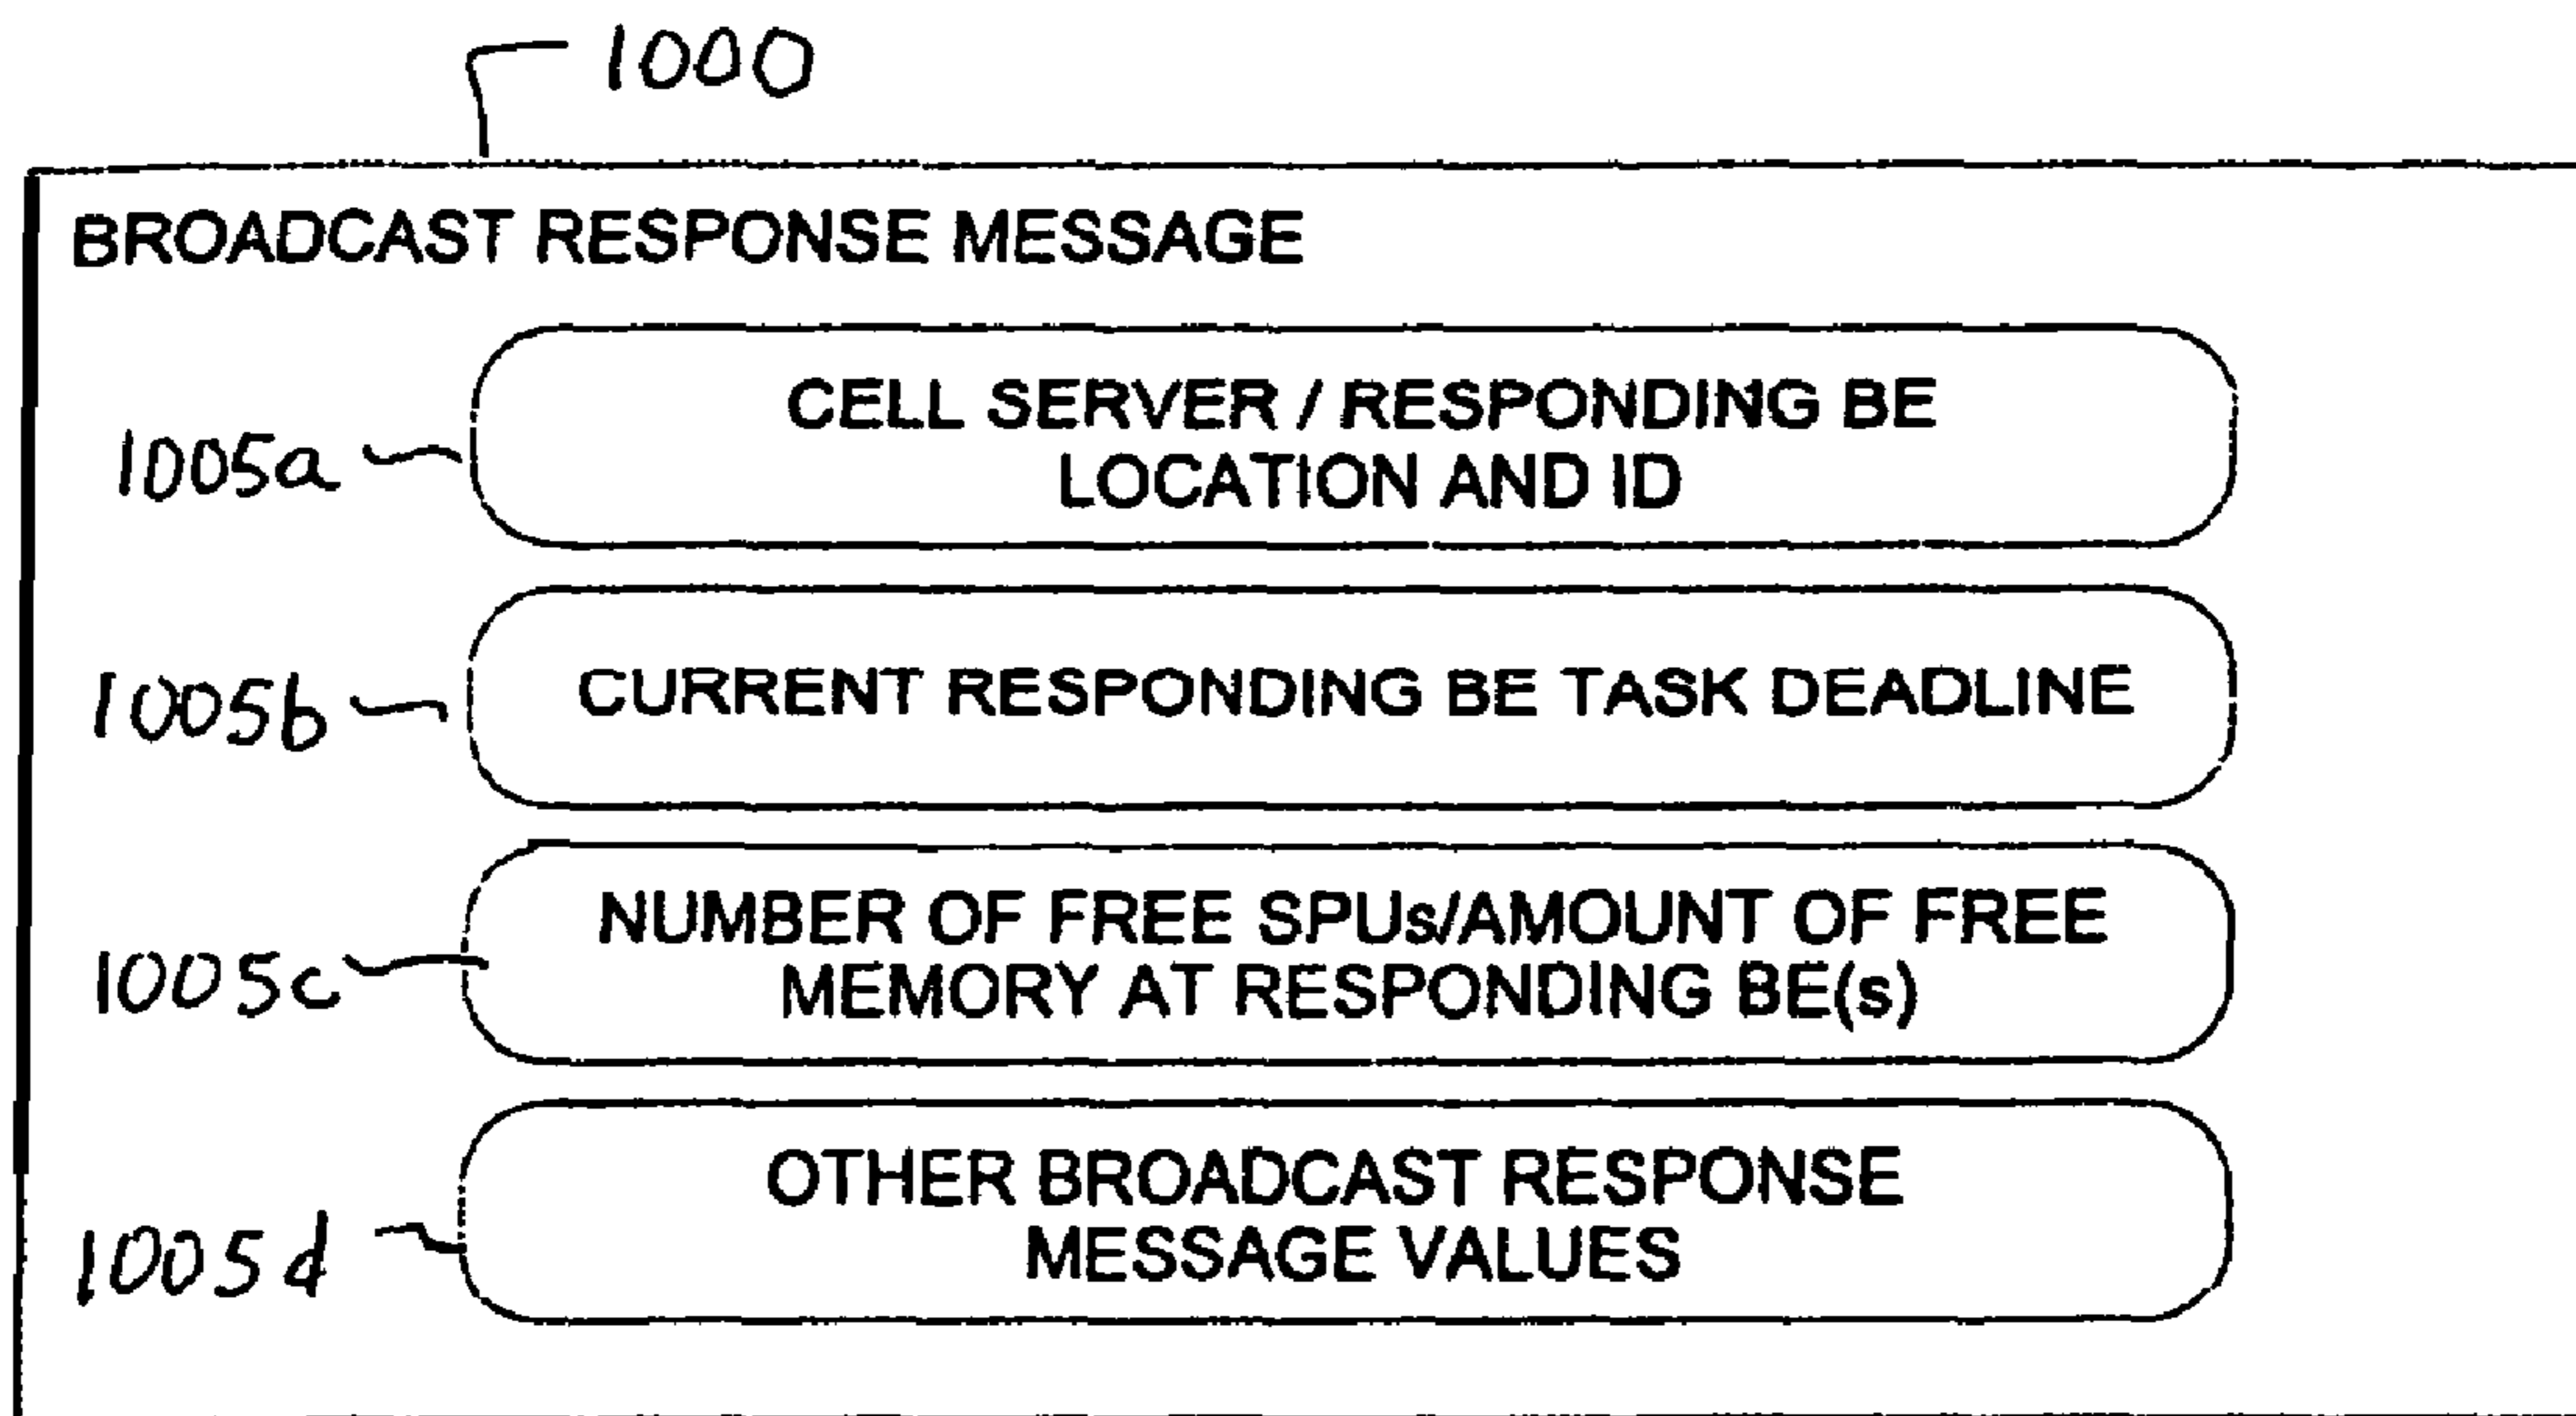 1000
BROADCAST RESPONSE MESSAGE
CELL SERVER / RESPONDING BE
LOCATION AND ID
1005a
CURRENT RESPONDING BE TASK DEADLINE
1005b
NUMBER OF FREE SPUs/AMOUNT OF FREE
MEMORY AT RESPONDING BE(s)
1005c
OTHER BROADCAST RESPONSE
MESSAGE VALUES
1005d